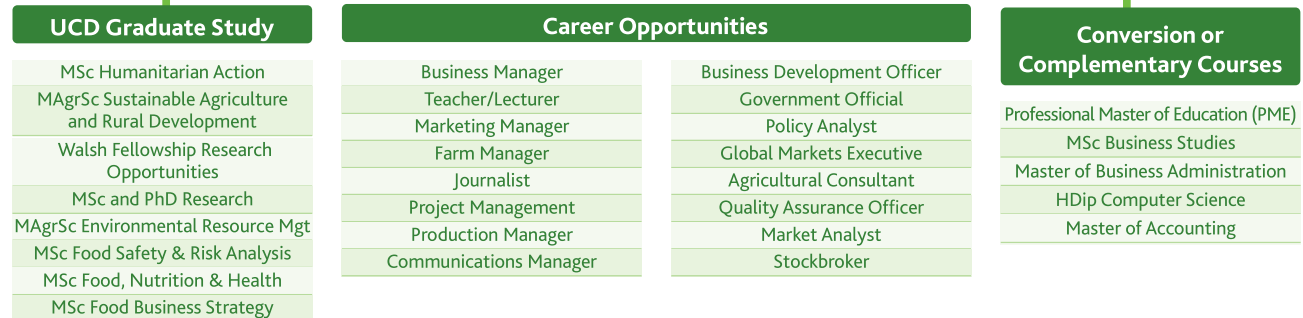 UCD Graduate Study
MSc Humanitarian Action
MAgrSc Sustainable Agriculture
and Rural Development
Walsh Fellowship Research
Opportunities
MSc and PhD Research
MAgrSc Environmental Resource Mgt
MSc Food Safety & Risk Analysis
MSc Food, Nutrition & Health
MSc Food Business Strategy
Career Opportunities
Business Manager
Teacher/Lecturer
Marketing Manager
Farm Manager
Journalist
Project Management
Production Manager
Communications Manager
Business Development Officer
Government Official
Policy Analyst
Global Markets Executive
Agricultural Consultant
Quality Assurance Officer
Market Analyst
Stockbroker
Conversion or
Complementary Courses
Professional Master of Education (PME)
MSc Business Studies
Master of Business Administration
HDip Computer Science
Master of Accounting